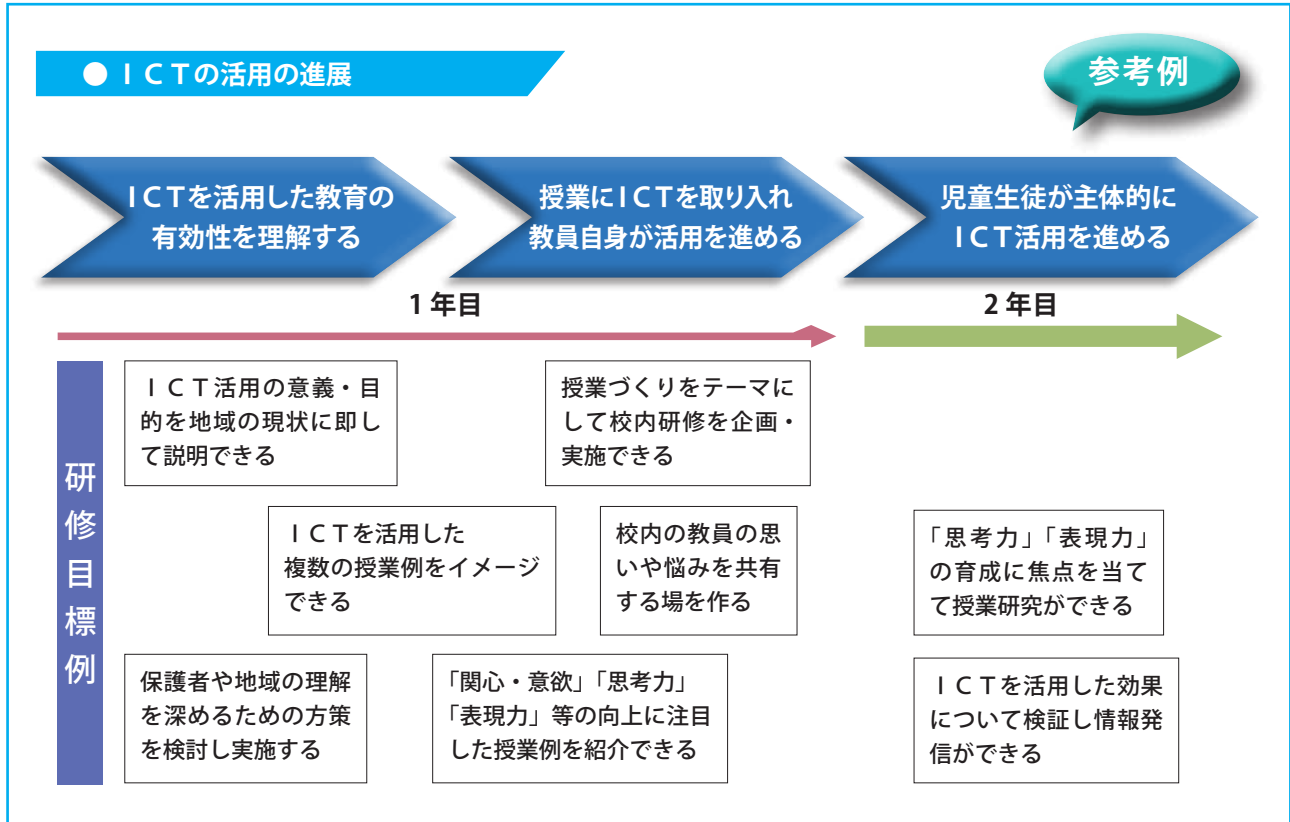 ● ＩＣＴの活用の進展
参考例
ＩＣＴを活用した教育の
有効性を理解する
授業にＩＣＴを取り入れ
教員自身が活用を進める
児童生徒が主体的に
ＩＣＴ活用を進める
1 年目
2 年目
研修目標例
ＩＣＴ活用の意義・目
的を地域の現状に即し
て説明できる
授業づくりをテーマに
して校内研修を企画・
実施できる
ＩＣＴを活用した
複数の授業例をイメージ
できる
校内の教員の思
いや悩みを共有
する場を作る
「思考力」「表現力」
の育成に焦点を当て
て授業研究ができる
保護者や地域の理解
を深めるための方策
を検討し実施する
「関心・意欲」「思考力」
「表現力」等の向上に注目
した授業例を紹介できる
ＩＣＴを活用した効果
について検証し情報発
信ができる